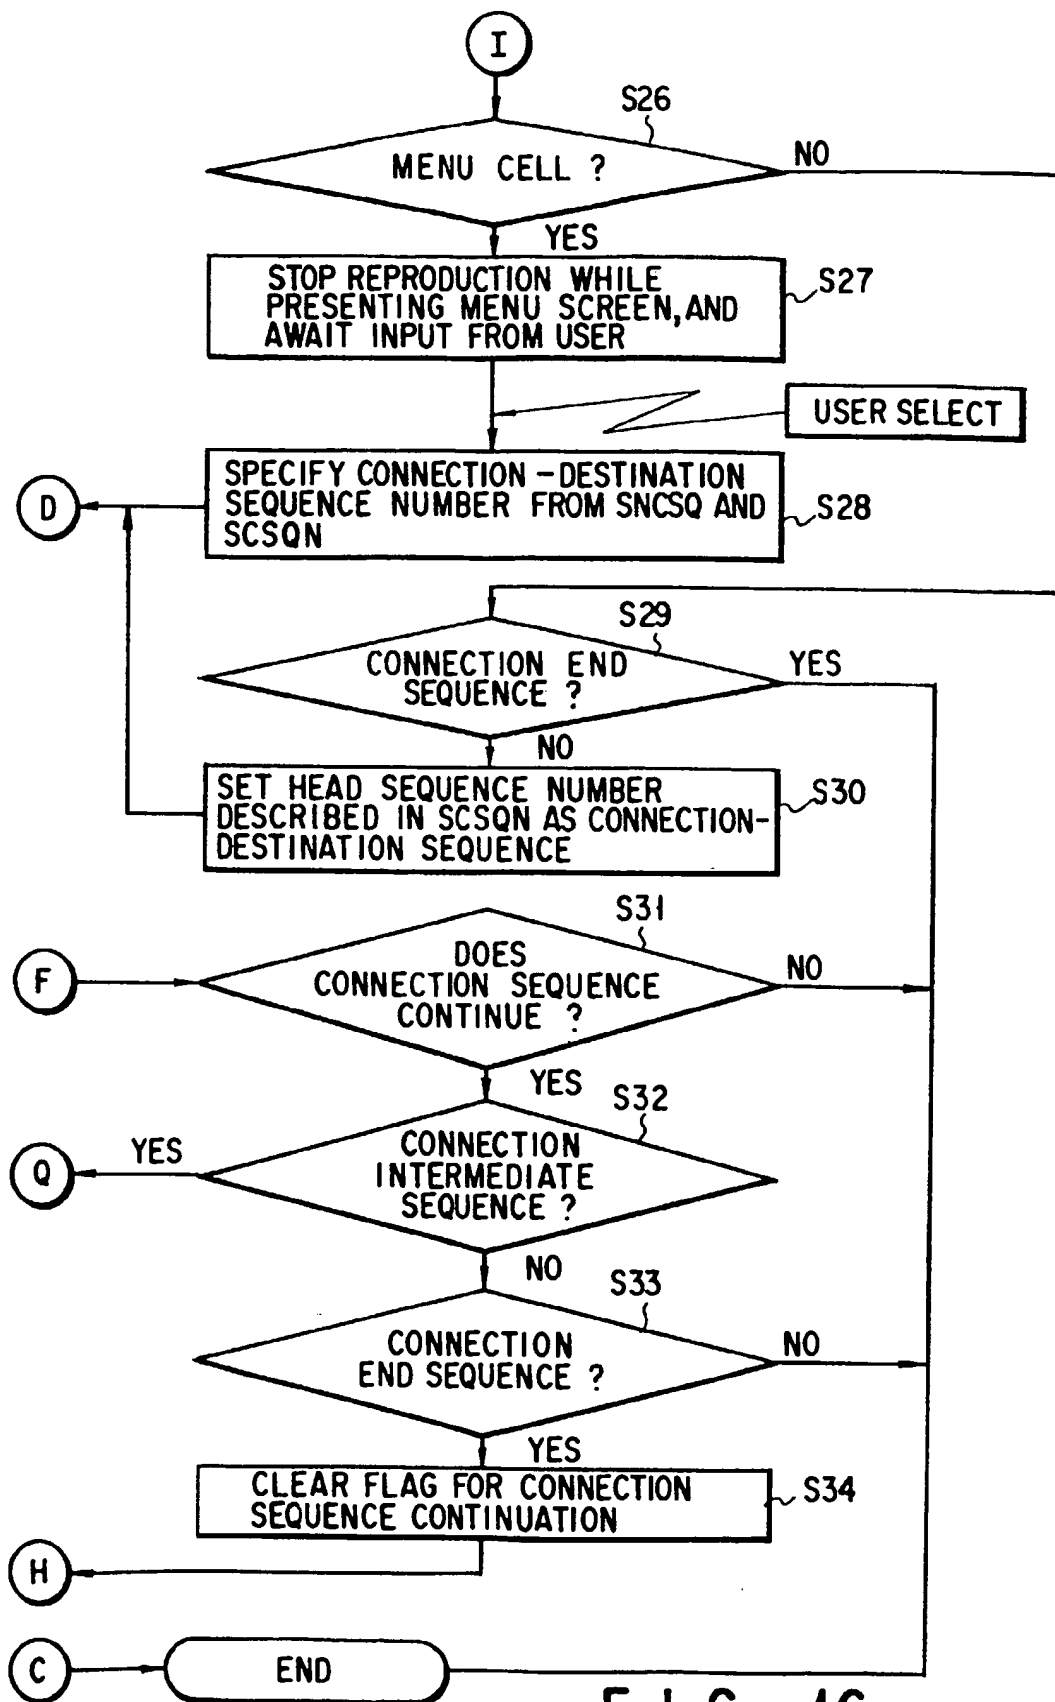 I
S26
MENU CELL ?
NO
YES
STOP REPRODUCTION WHILE
PRESENTING MENU SCREEN, AND
AWAIT INPUT FROM USER
S27
USER SELECT
SPECIFY CONNECTION-DESTINATION
SEQUENCE NUMBER FROM SNCSQ AND
SCSQN
S28
D
S29
CONNECTION END
SEQUENCE ?
YES
NO
SET HEAD SEQUENCE NUMBER
DESCRIBED IN SCSQN AS CONNECTION-
DESTINATION SEQUENCE
S30
S31
F
DOES
CONNECTION SEQUENCE
CONTINUE ?
NO
YES
S32
Q
YES
CONNECTION
INTERMEDIATE
SEQUENCE ?
NO
S33
CONNECTION
END SEQUENCE ?
NO
YES
CLEAR FLAG FOR CONNECTION
SEQUENCE CONTINUATION
S34
H
C
END